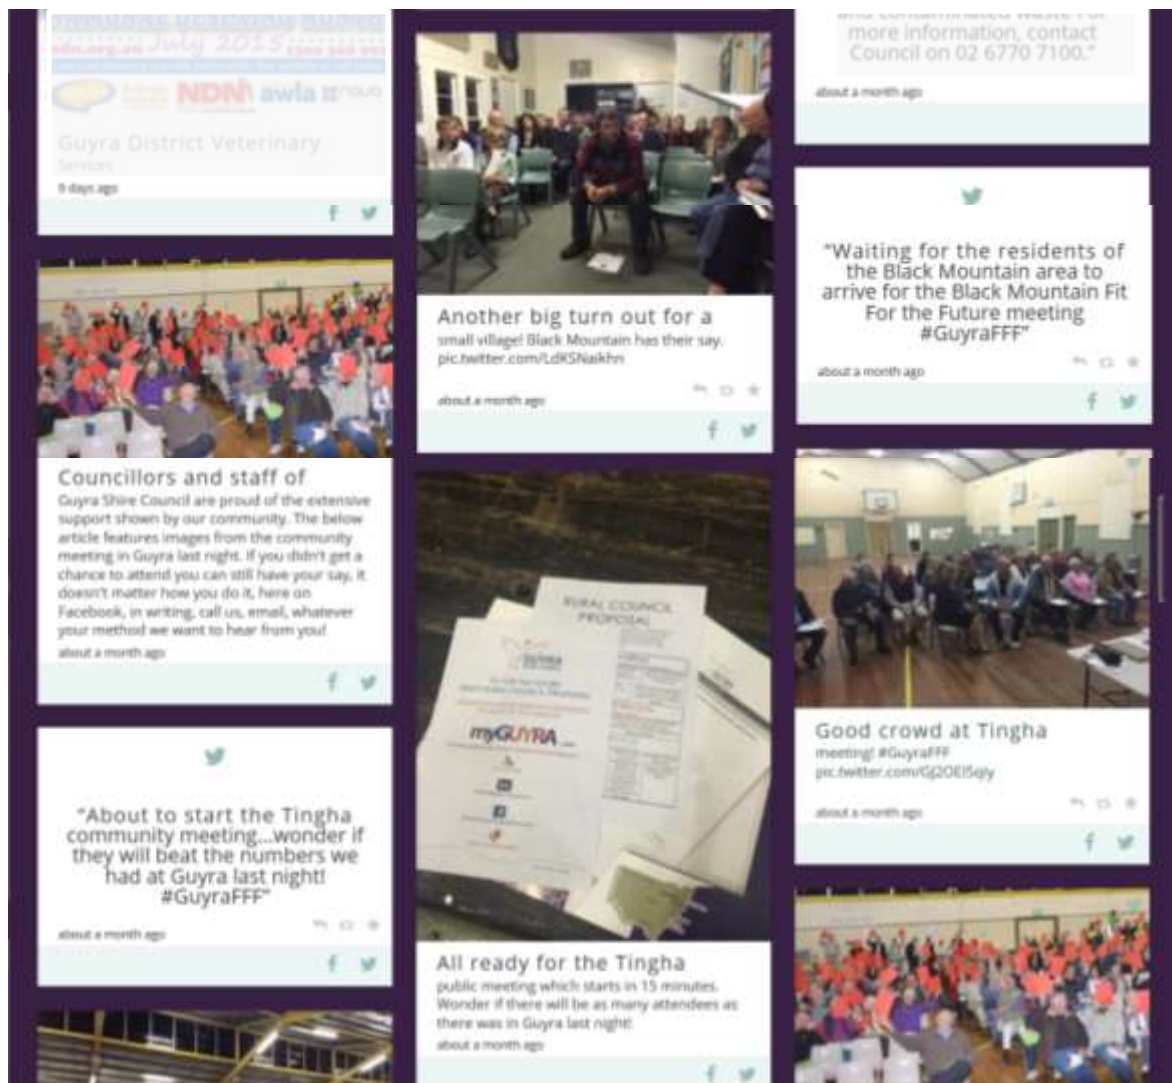 July 2015
NDN awla
Guyra District Veterinary
Services
9 days ago
Councillors and staff of
Guyra Shire Council are proud of the extensive
support shown by our community. The below
article features images from the community
meeting in Guyra last night. If you didn't get a
chance to attend you can still have your say, it
doesn't matter how you do it, here on
Facebook, in writing, call us, email, whatever
your method we want to hear from you!
about a month ago
"About to start the Tingha
community meeting...wonder if
they will beat the numbers we
had at Guyra last night!
#GuyraFFF"
about a month ago
Another big turn out for a
small village! Black Mountain has their say.
pic.twitter.com/LdKSNaikhn
about a month ago
RURAL COUNCIL
PROPOSAL
GUYRA
myGUYRA
All ready for the Tingha
public meeting which starts in 15 minutes.
Wonder if there will be as many attendees as
there was in Guyra last night!
about a month ago
and contaminated waste For
more information, contact
Council on 02 6770 7100."
about a month ago
"Waiting for the residents of
the Black Mountain area to
arrive for the Black Mountain Fit
For the Future meeting
#GuyraFFF"
about a month ago
Good crowd at Tingha
meeting! #GuyraFFF
about a month ago